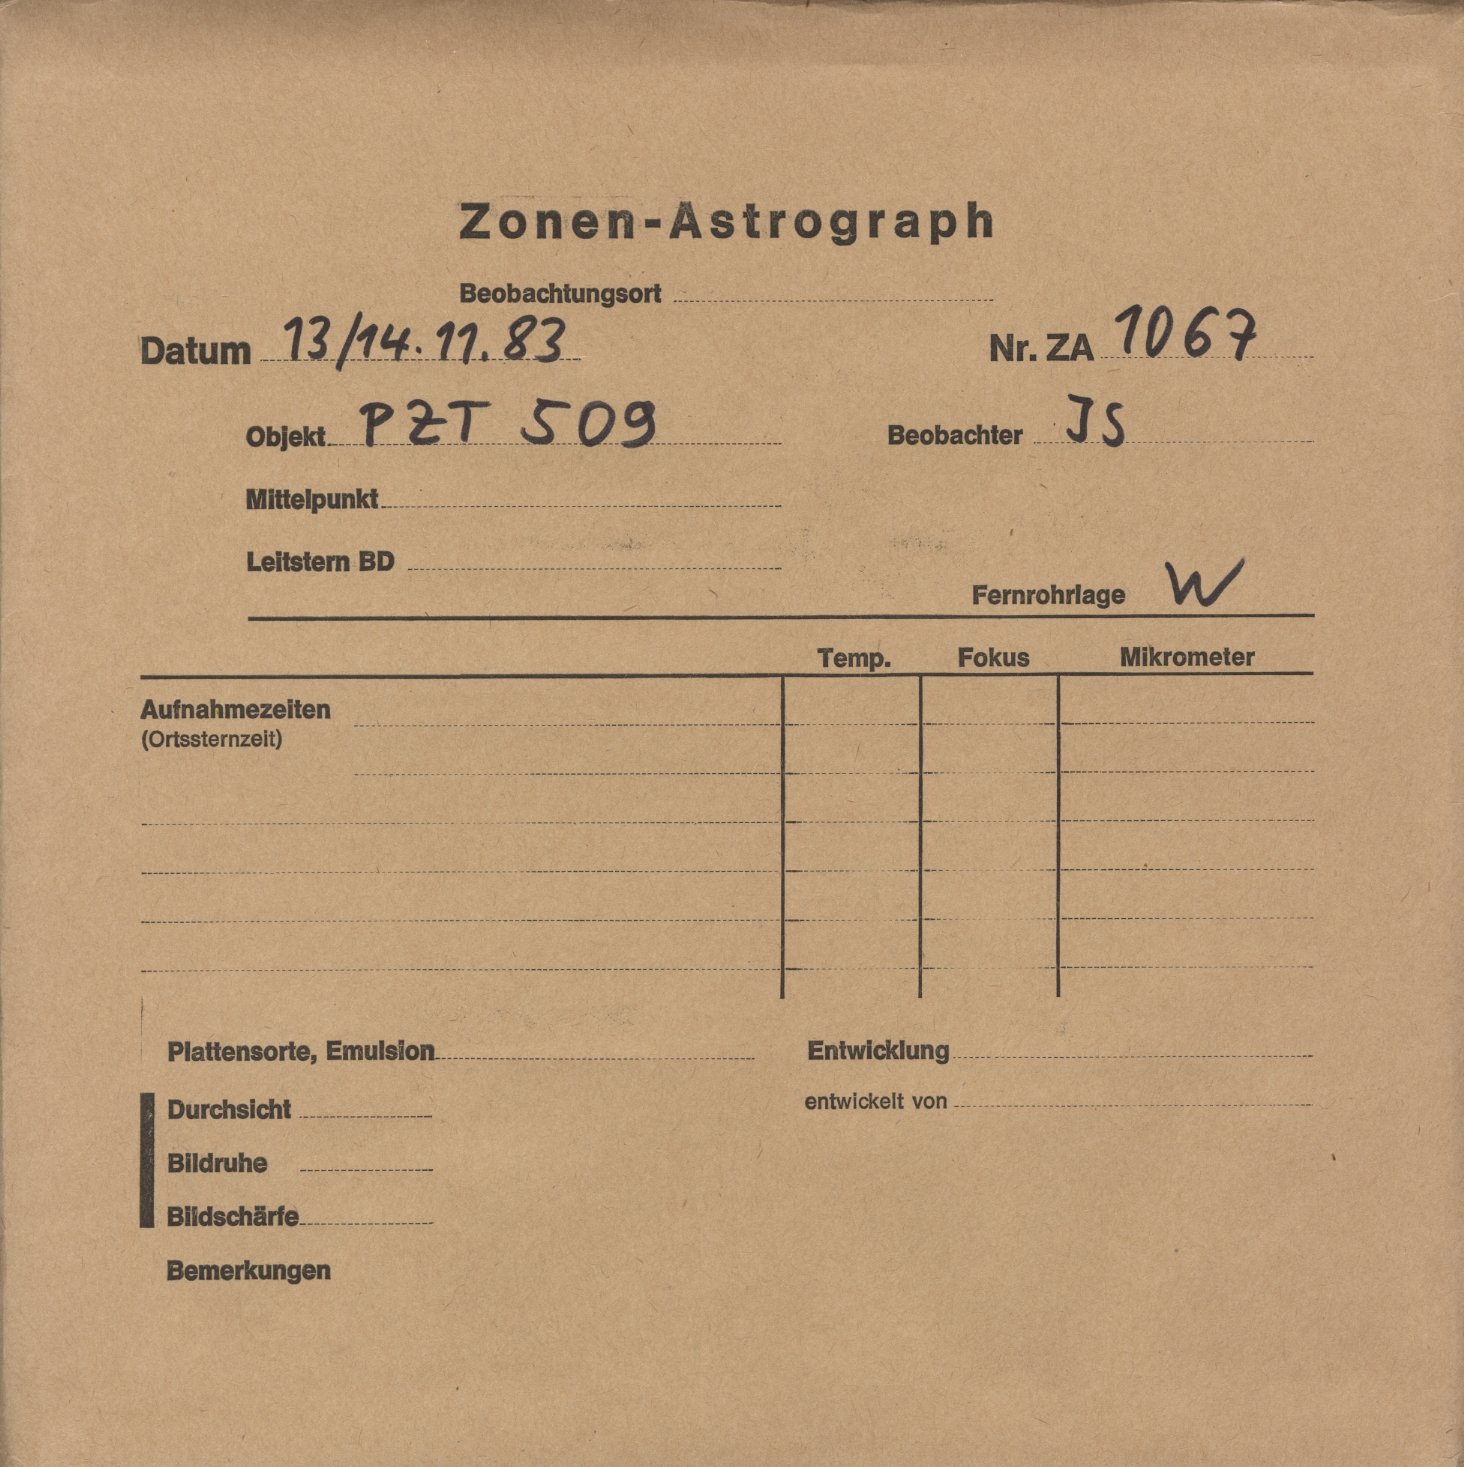 Zonen-Astrograph
Beobachtungsort
Datum 13/14.11.83 Nr. ZA 1067
Objekt PZT 509 Beobachter JS
Mittelpunkt
Leitstern BD
Fernrohrlage W
Temp. Fokus Mikrometer
Aufnahmezeiten
(Ortssternzeit)
Plattensorte, Emulsion Entwicklung
Durchsicht entwickelt von
Bildruhe
Bildschärfe
Bemerkungen